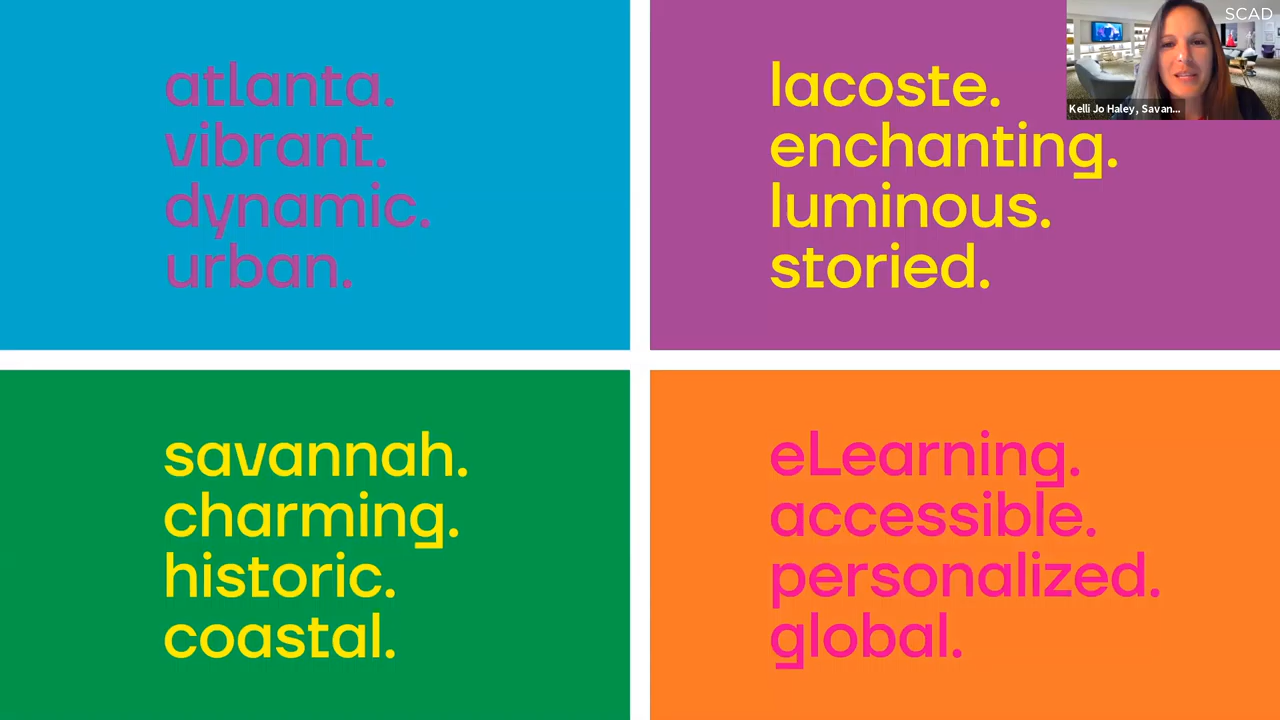 atlanta.
vibrant.
dynamic.
urban.
lacoste.
enchanting.
luminous.
storied.
SCAD
Kelli Jo Haley, Savan...
savannah.
charming.
historic.
coastal.
eLearning.
accessible.
personalized.
global.